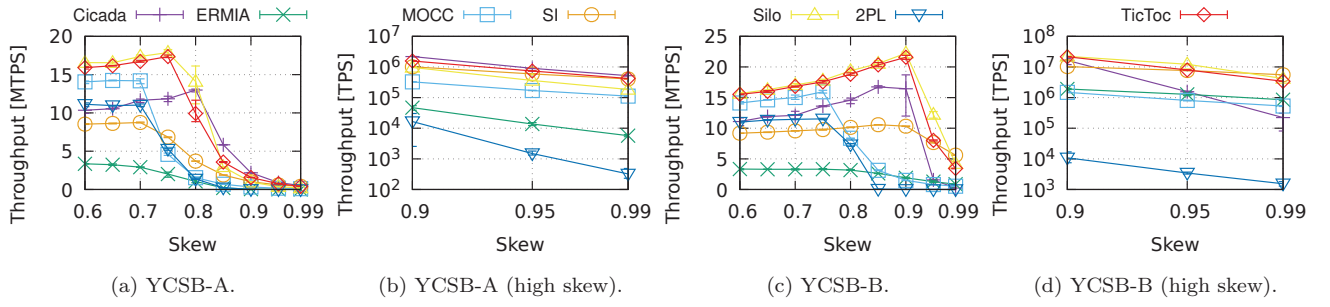 Cicada ERMIA MOCC SI Silo 2PL TicToc
Throughput [MTPS]
20
15
10
5
0
0.6 0.7 0.8 0.9 0.99
Skew
(a) YCSB-A.
Throughput [TPS]
10^7
10^6
10^5
10^4
10^3
10^2
0.9 0.95 0.99
Skew
(b) YCSB-A (high skew).
Throughput [MTPS]
25
20
15
10
5
0
0.6 0.7 0.8 0.9 0.99
Skew
(c) YCSB-B.
Throughput [TPS]
10^8
10^7
10^6
10^5
10^4
10^3
0.9 0.95 0.99
Skew
(d) YCSB-B (high skew).